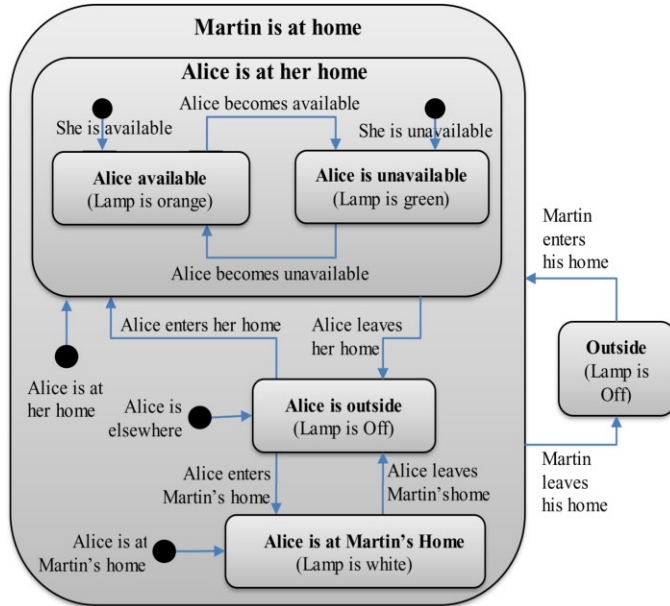 Martin is at home
Alice is at her home
Alice becomes available
She is available
She is unavailable
Alice available
(Lamp is orange)
Alice is unavailable
(Lamp is green)
Alice becomes unavailable
Martin
enters
his home
Alice enters her home
Alice leaves
her home
Outside
(Lamp is
Off)
Alice is at
her home
Alice is
elsewhere
Alice is outside
(Lamp is Off)
Alice enters
Martin's home
Alice leaves
Martin'shome
Martin
leaves
his home
Alice is at
Martin's home
Alice is at Martin's Home
(Lamp is white)